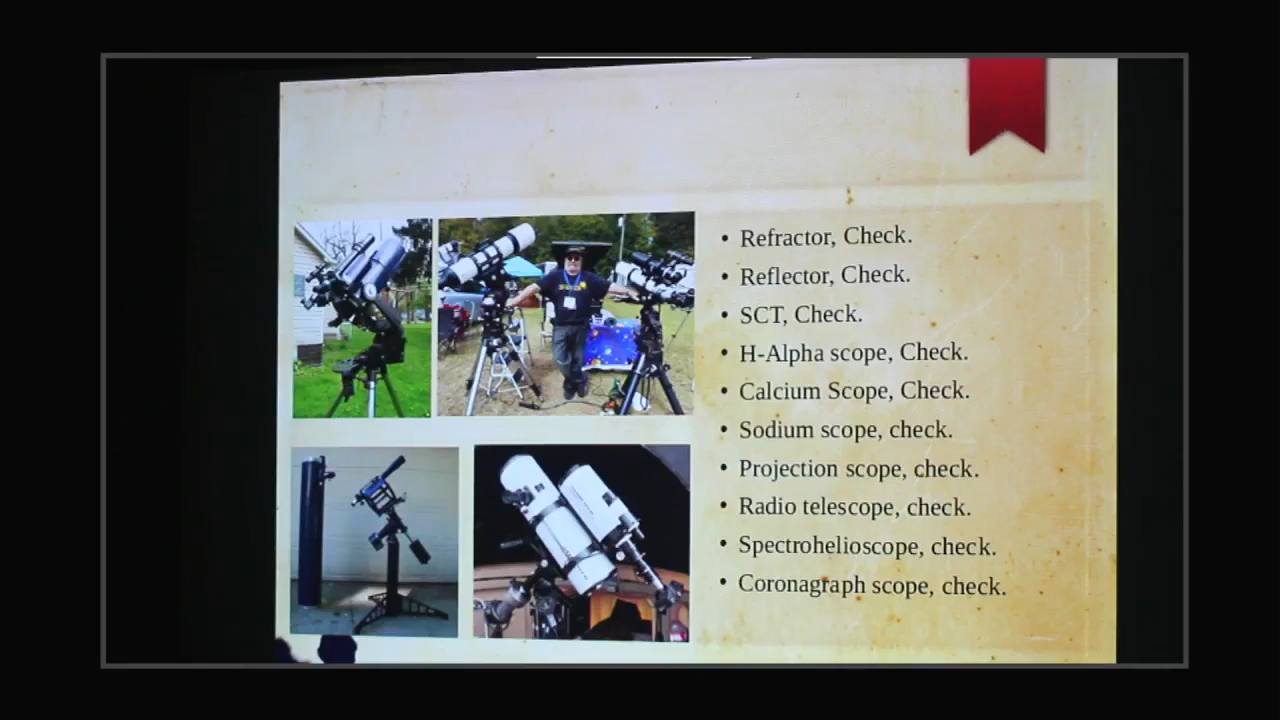 • Refractor, Check.
• Reflector, Check.
• SCT, Check.
• H-Alpha scope, Check.
• Calcium Scope, Check.
• Sodium scope, check.
• Projection scope, check.
• Radio telescope, check.
• Spectrohelioscope, check.
• Coronagraph scope, check.